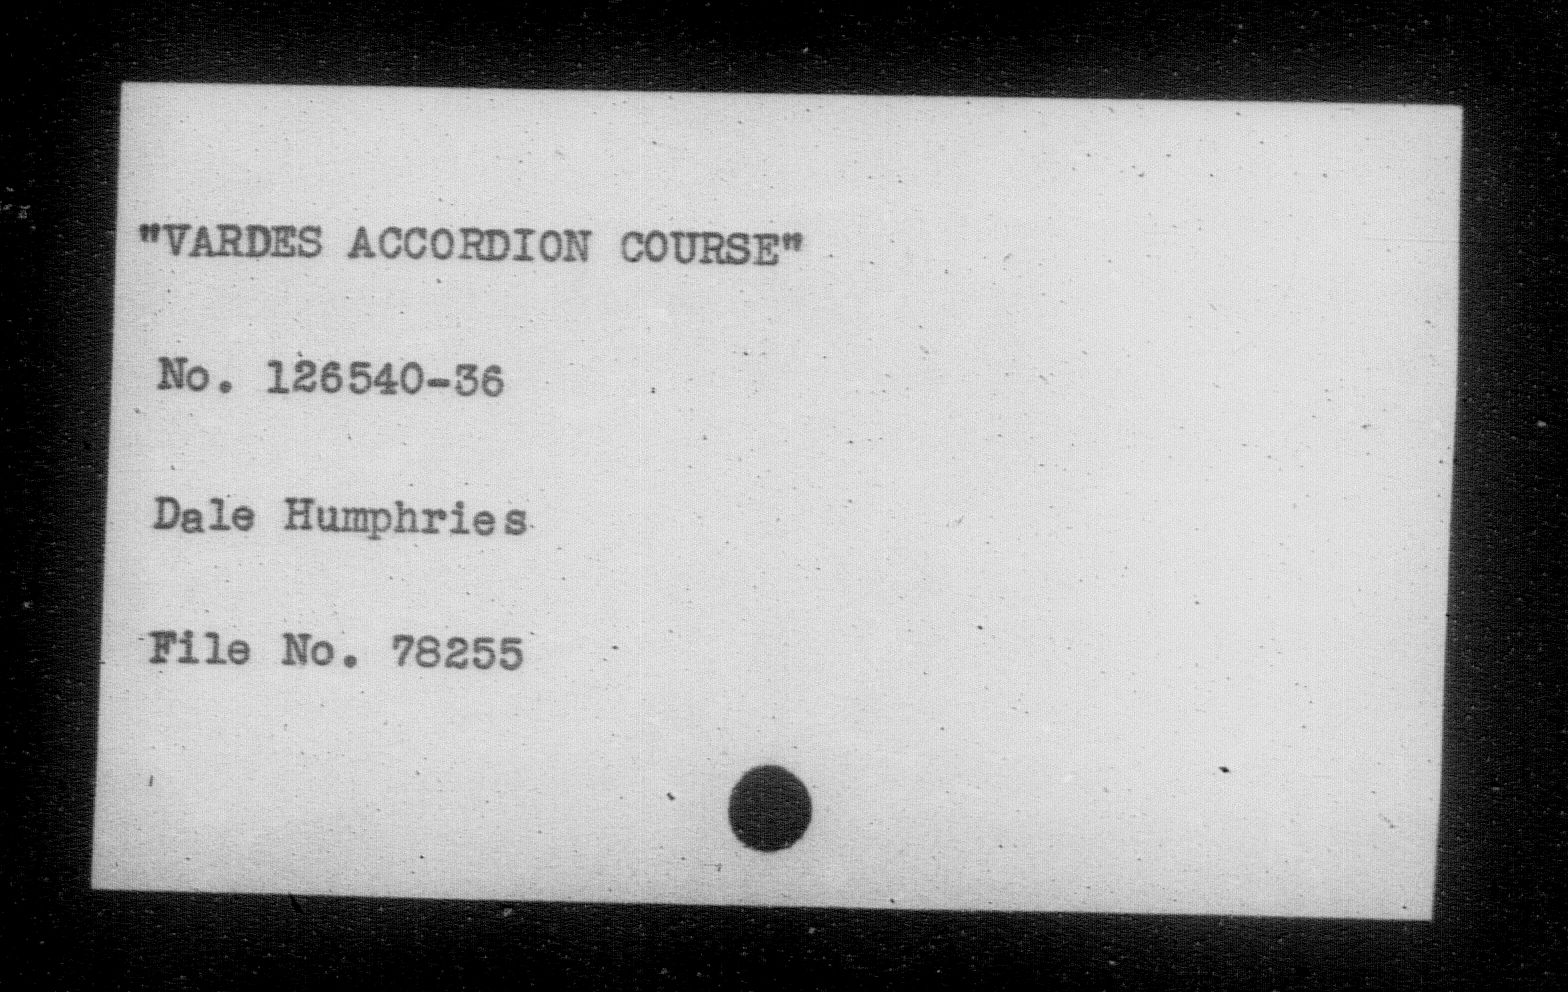 "VARDES ACCORDION COURSE"
No. 126540-36
Dale Humphries
File No. 78255